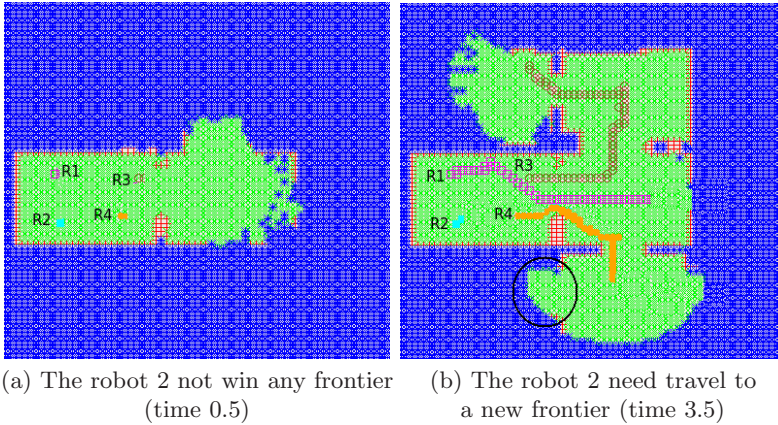 R1
R3
R2
R4
R1
R3
R2
R4
(a) The robot 2 not win any frontier
(time 0.5)
(b) The robot 2 need travel to
a new frontier (time 3.5)